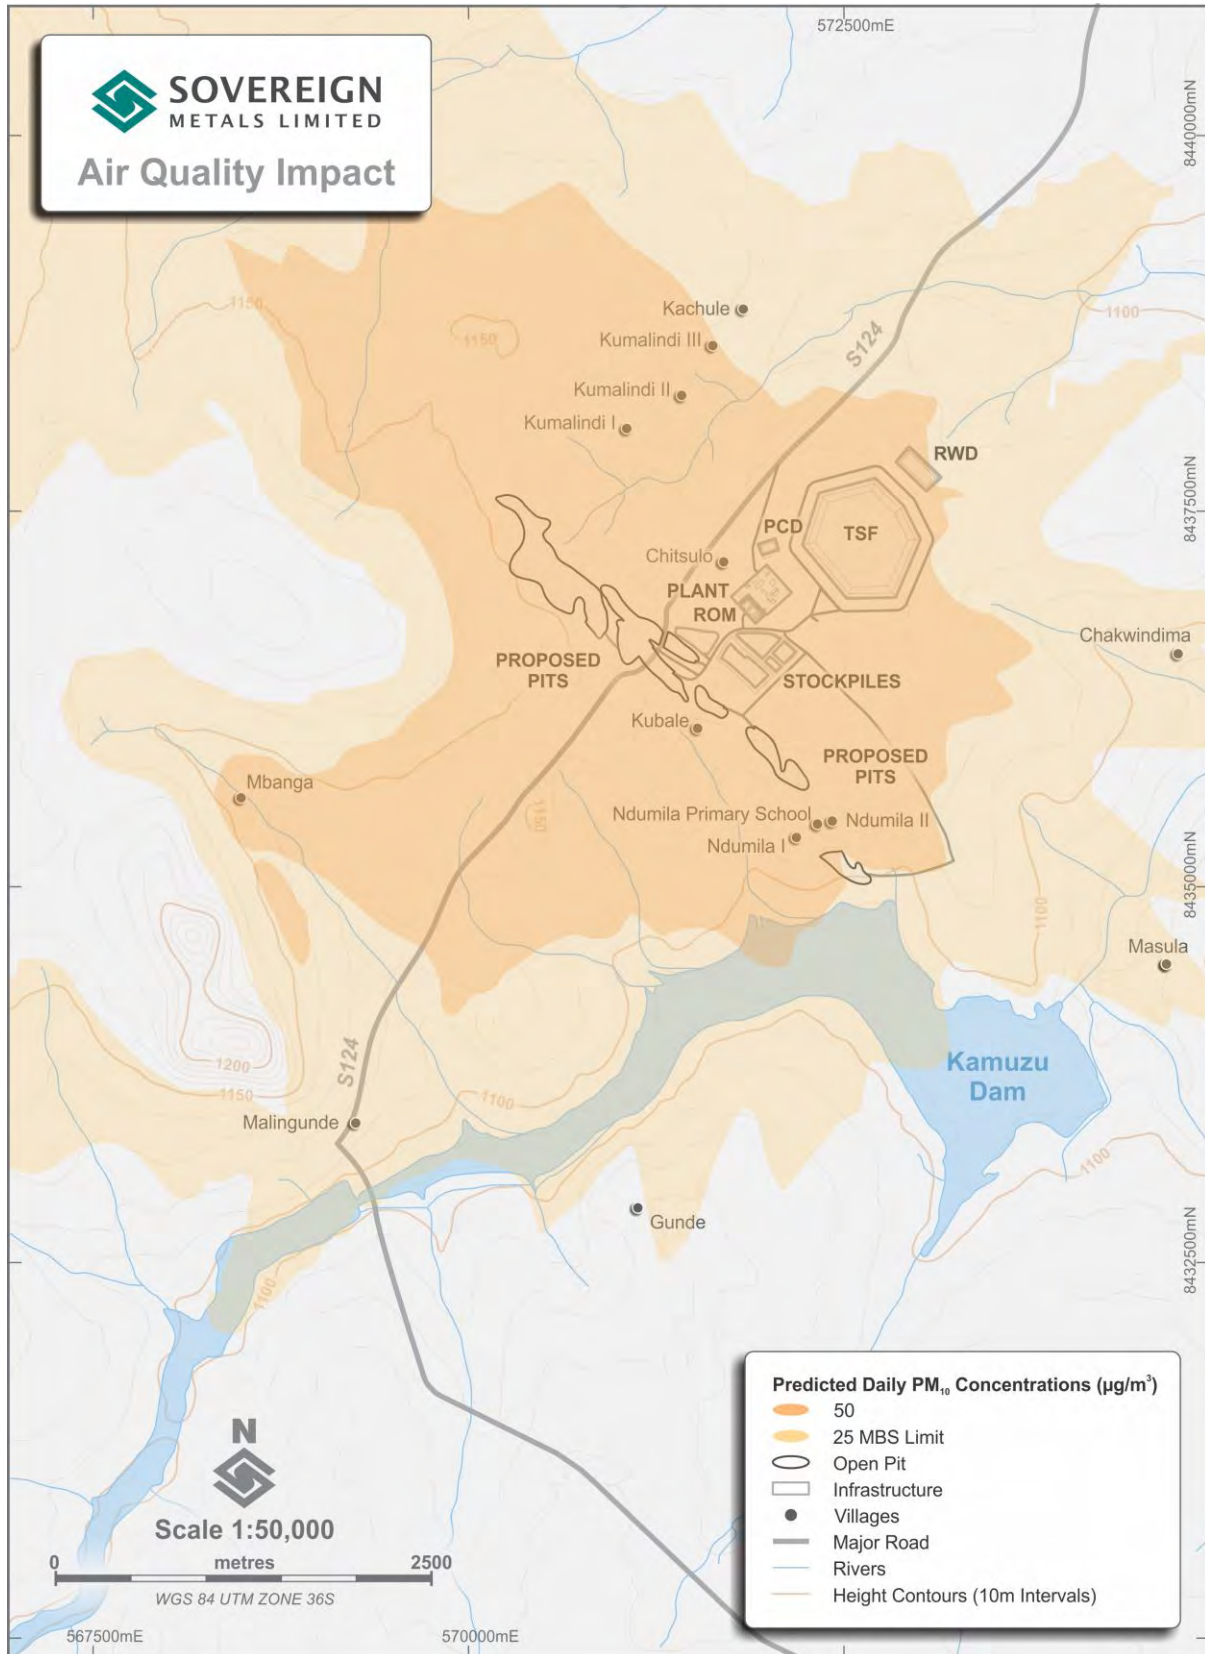 572500mE
SOVEREIGN
METALS LIMITED
Air Quality Impact
8440000mN
1150
1150
1100
Kachule
Kumalindi III
S124
Kumalindi II
Kumalindi I
RWD
8437500mN
PCD
TSF
Chitsulo
PLANT
ROM
Chakwindima
PROPOSED
PITS
STOCKPILES
Kubale
PROPOSED
PITS
Mbanga
1150
Ndumila Primary School
Ndumila II
Ndumila I
8435000mN
1100
Masula
1200
1150
S124
1100
Kamuzu
Dam
Malingunde
1100
Gunde
8432500mN
1100
N
Scale 1:50,000
0 metres 2500
WGS 84 UTM ZONE 36S
567500mE
570000mE
Predicted Daily PM₁₀ Concentrations (µg/m³)
50
25 MBS Limit
Open Pit
Infrastructure
Villages
Major Road
Rivers
Height Contours (10m Intervals)